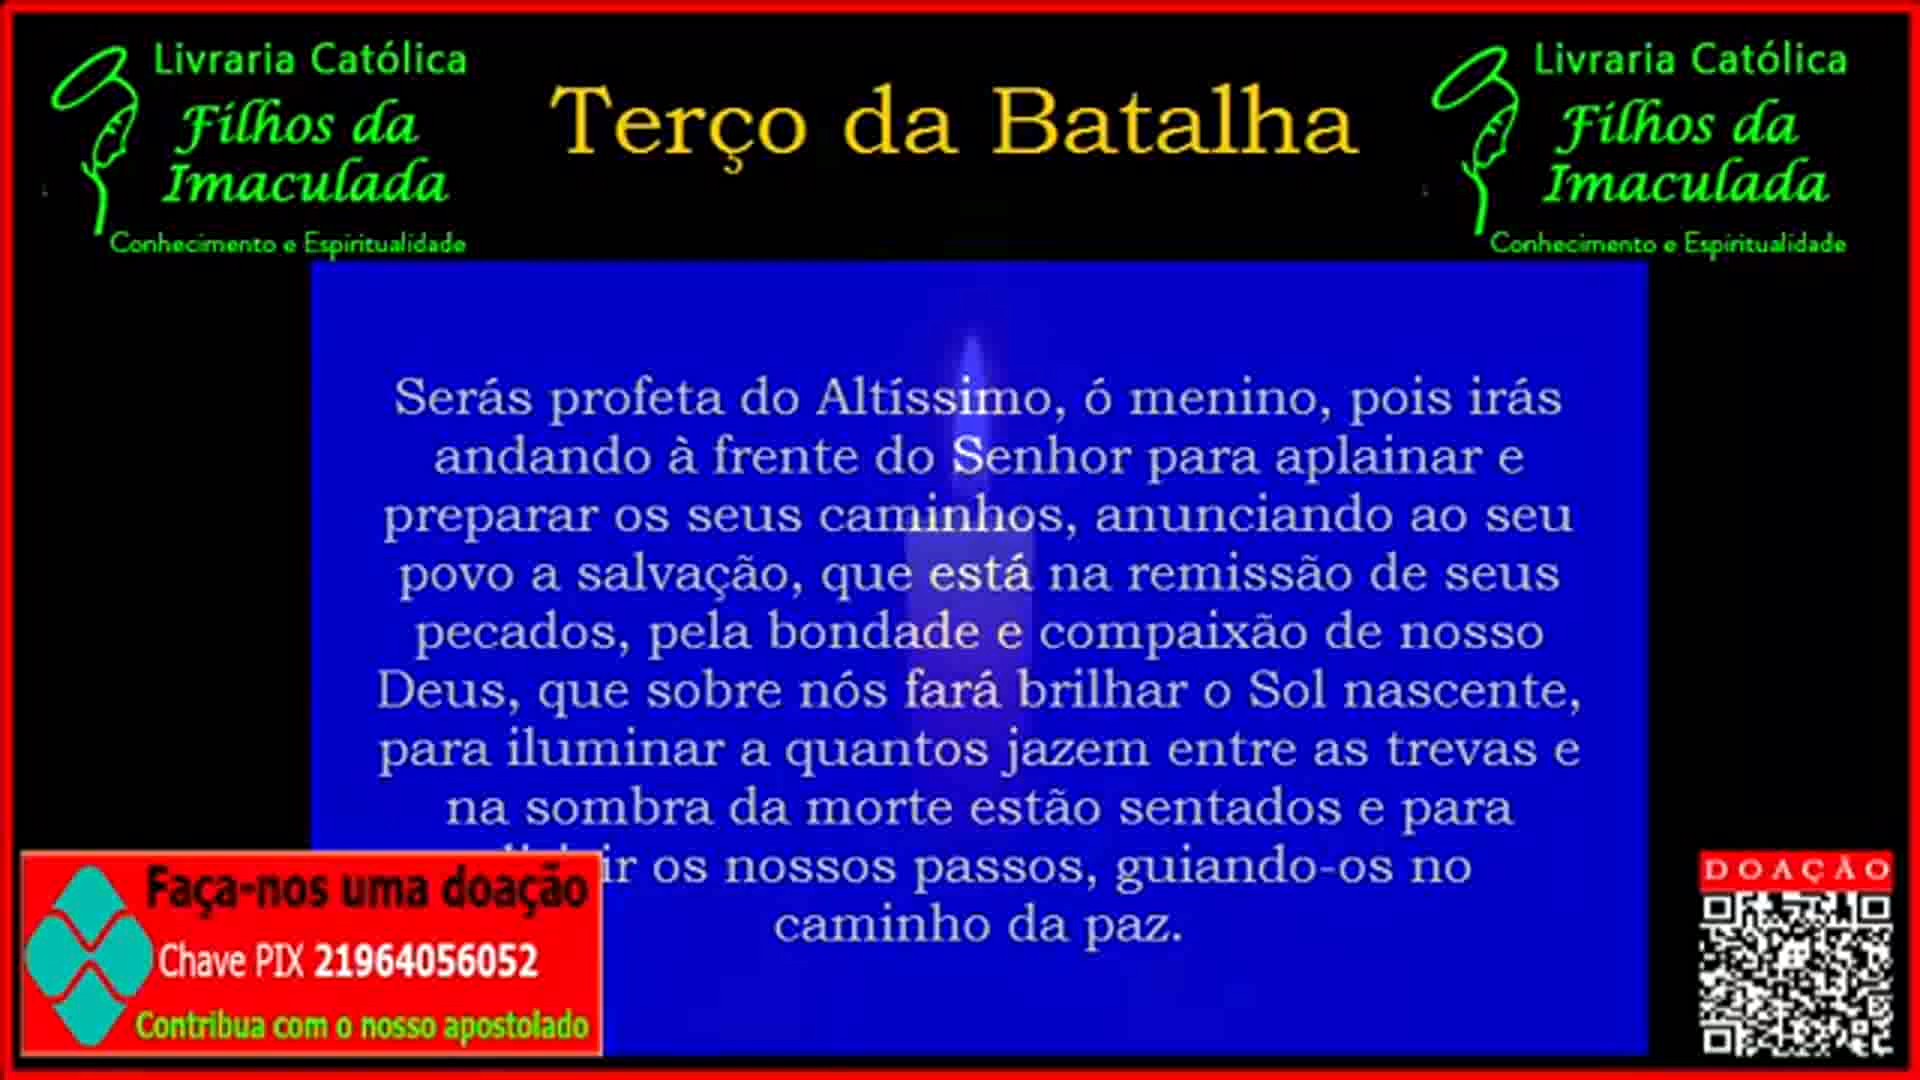 Livraria Católica
Filhos da
Imaculada
Conhecimento e Espiritualidade
Terço da Batalha
Livraria Católica
Filhos da
Imaculada
Conhecimento e Espiritualidade
Serás profeta do Altíssimo, ó menino, pois irás
andando à frente do Senhor para aplainar e
preparar os seus caminhos, anunciando ao seu
povo a salvação, que está na remissão de seus
pecados, pela bondade e compaixão de nosso
Deus, que sobre nós fará brilhar o Sol nascente,
para iluminar a quantos jazem entre as trevas e
na sombra da morte estão sentados e para
os nossos passos, guiando-os no
caminho da paz.
Faça-nos uma doação
Chave PIX 21964056052
Contribua com o nosso apostolado
DOAÇÃO